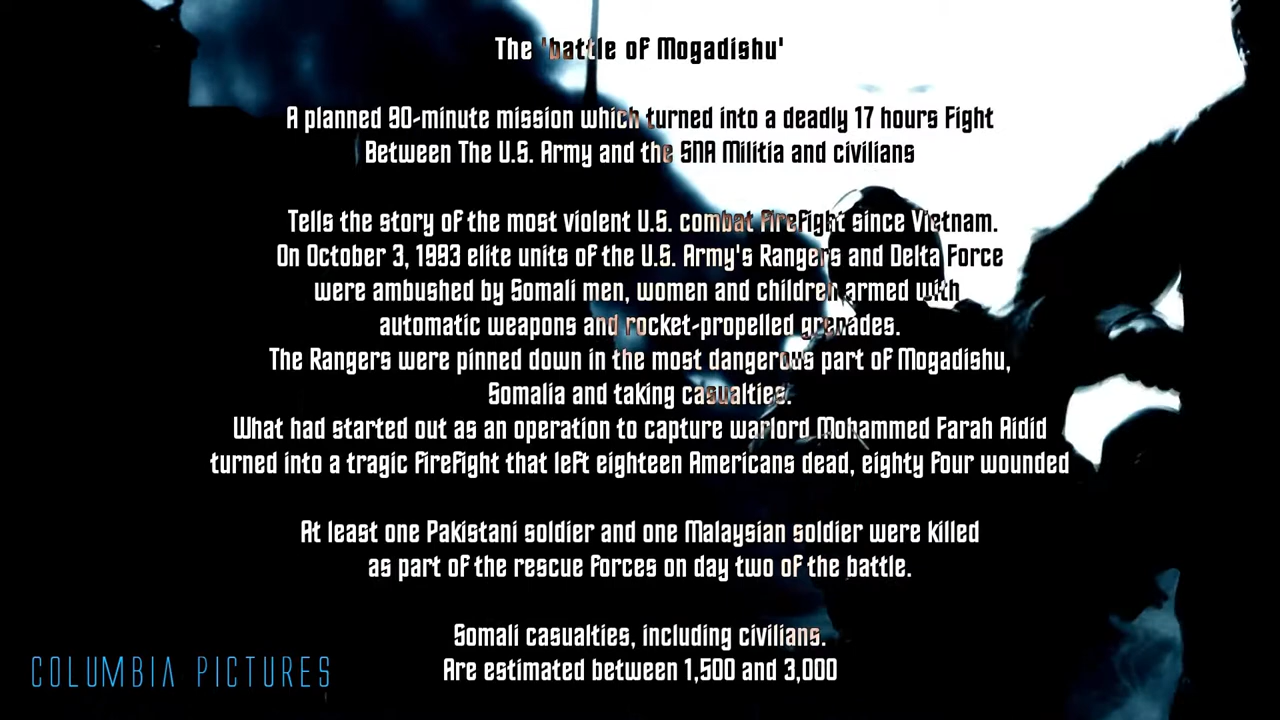 The 'battle of Mogadishu'
A planned 90-minute mission which turned into a deadly 17 hours Fight
Between The U.S. Army and the SNA Militia and civilians
Tells the story of the most violent U.S. combat firefight since Vietnam.
On October 3, 1993 elite units of the U.S. Army's Rangers and Delta Force
were ambushed by Somali men, women and children armed with
automatic weapons and rocket-propelled grenades.
The Rangers were pinned down in the most dangerous part of Mogadishu,
Somalia and taking casualties.
What had started out as an operation to capture warlord Mohammed Farah Aidid
turned into a tragic firefight that left eighteen Americans dead, eighty four wounded
At least one Pakistani soldier and one Malaysian soldier were killed
as part of the rescue forces on day two of the battle.
Somali casualties, including civilians.
Are estimated between 1,500 and 3,000
COLUMBIA PICTURES